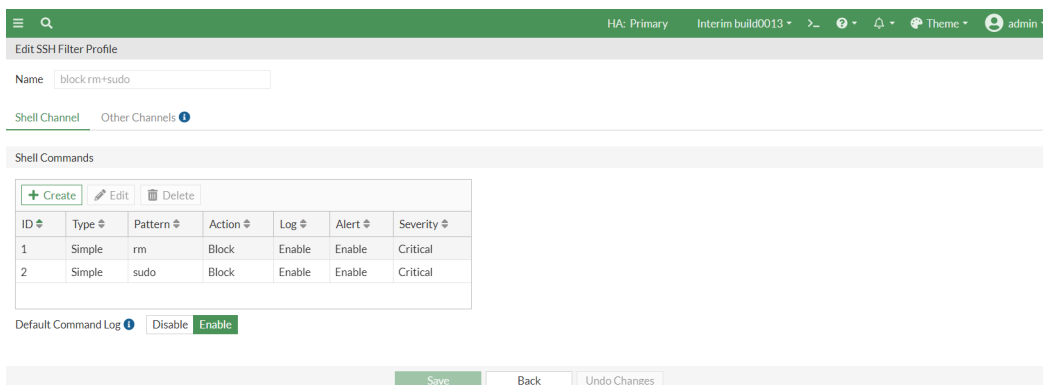 HA: Primary Interim build0013 >_ Theme admin
Edit SSH Filter Profile
Name block rm+sudo
Shell Channel Other Channels
Shell Commands
+ Create Edit Delete
ID Type Pattern Action Log Alert Severity
1 Simple rm Block Enable Enable Critical
2 Simple sudo Block Enable Enable Critical
Default Command Log Disable Enable
Save Back Undo Changes